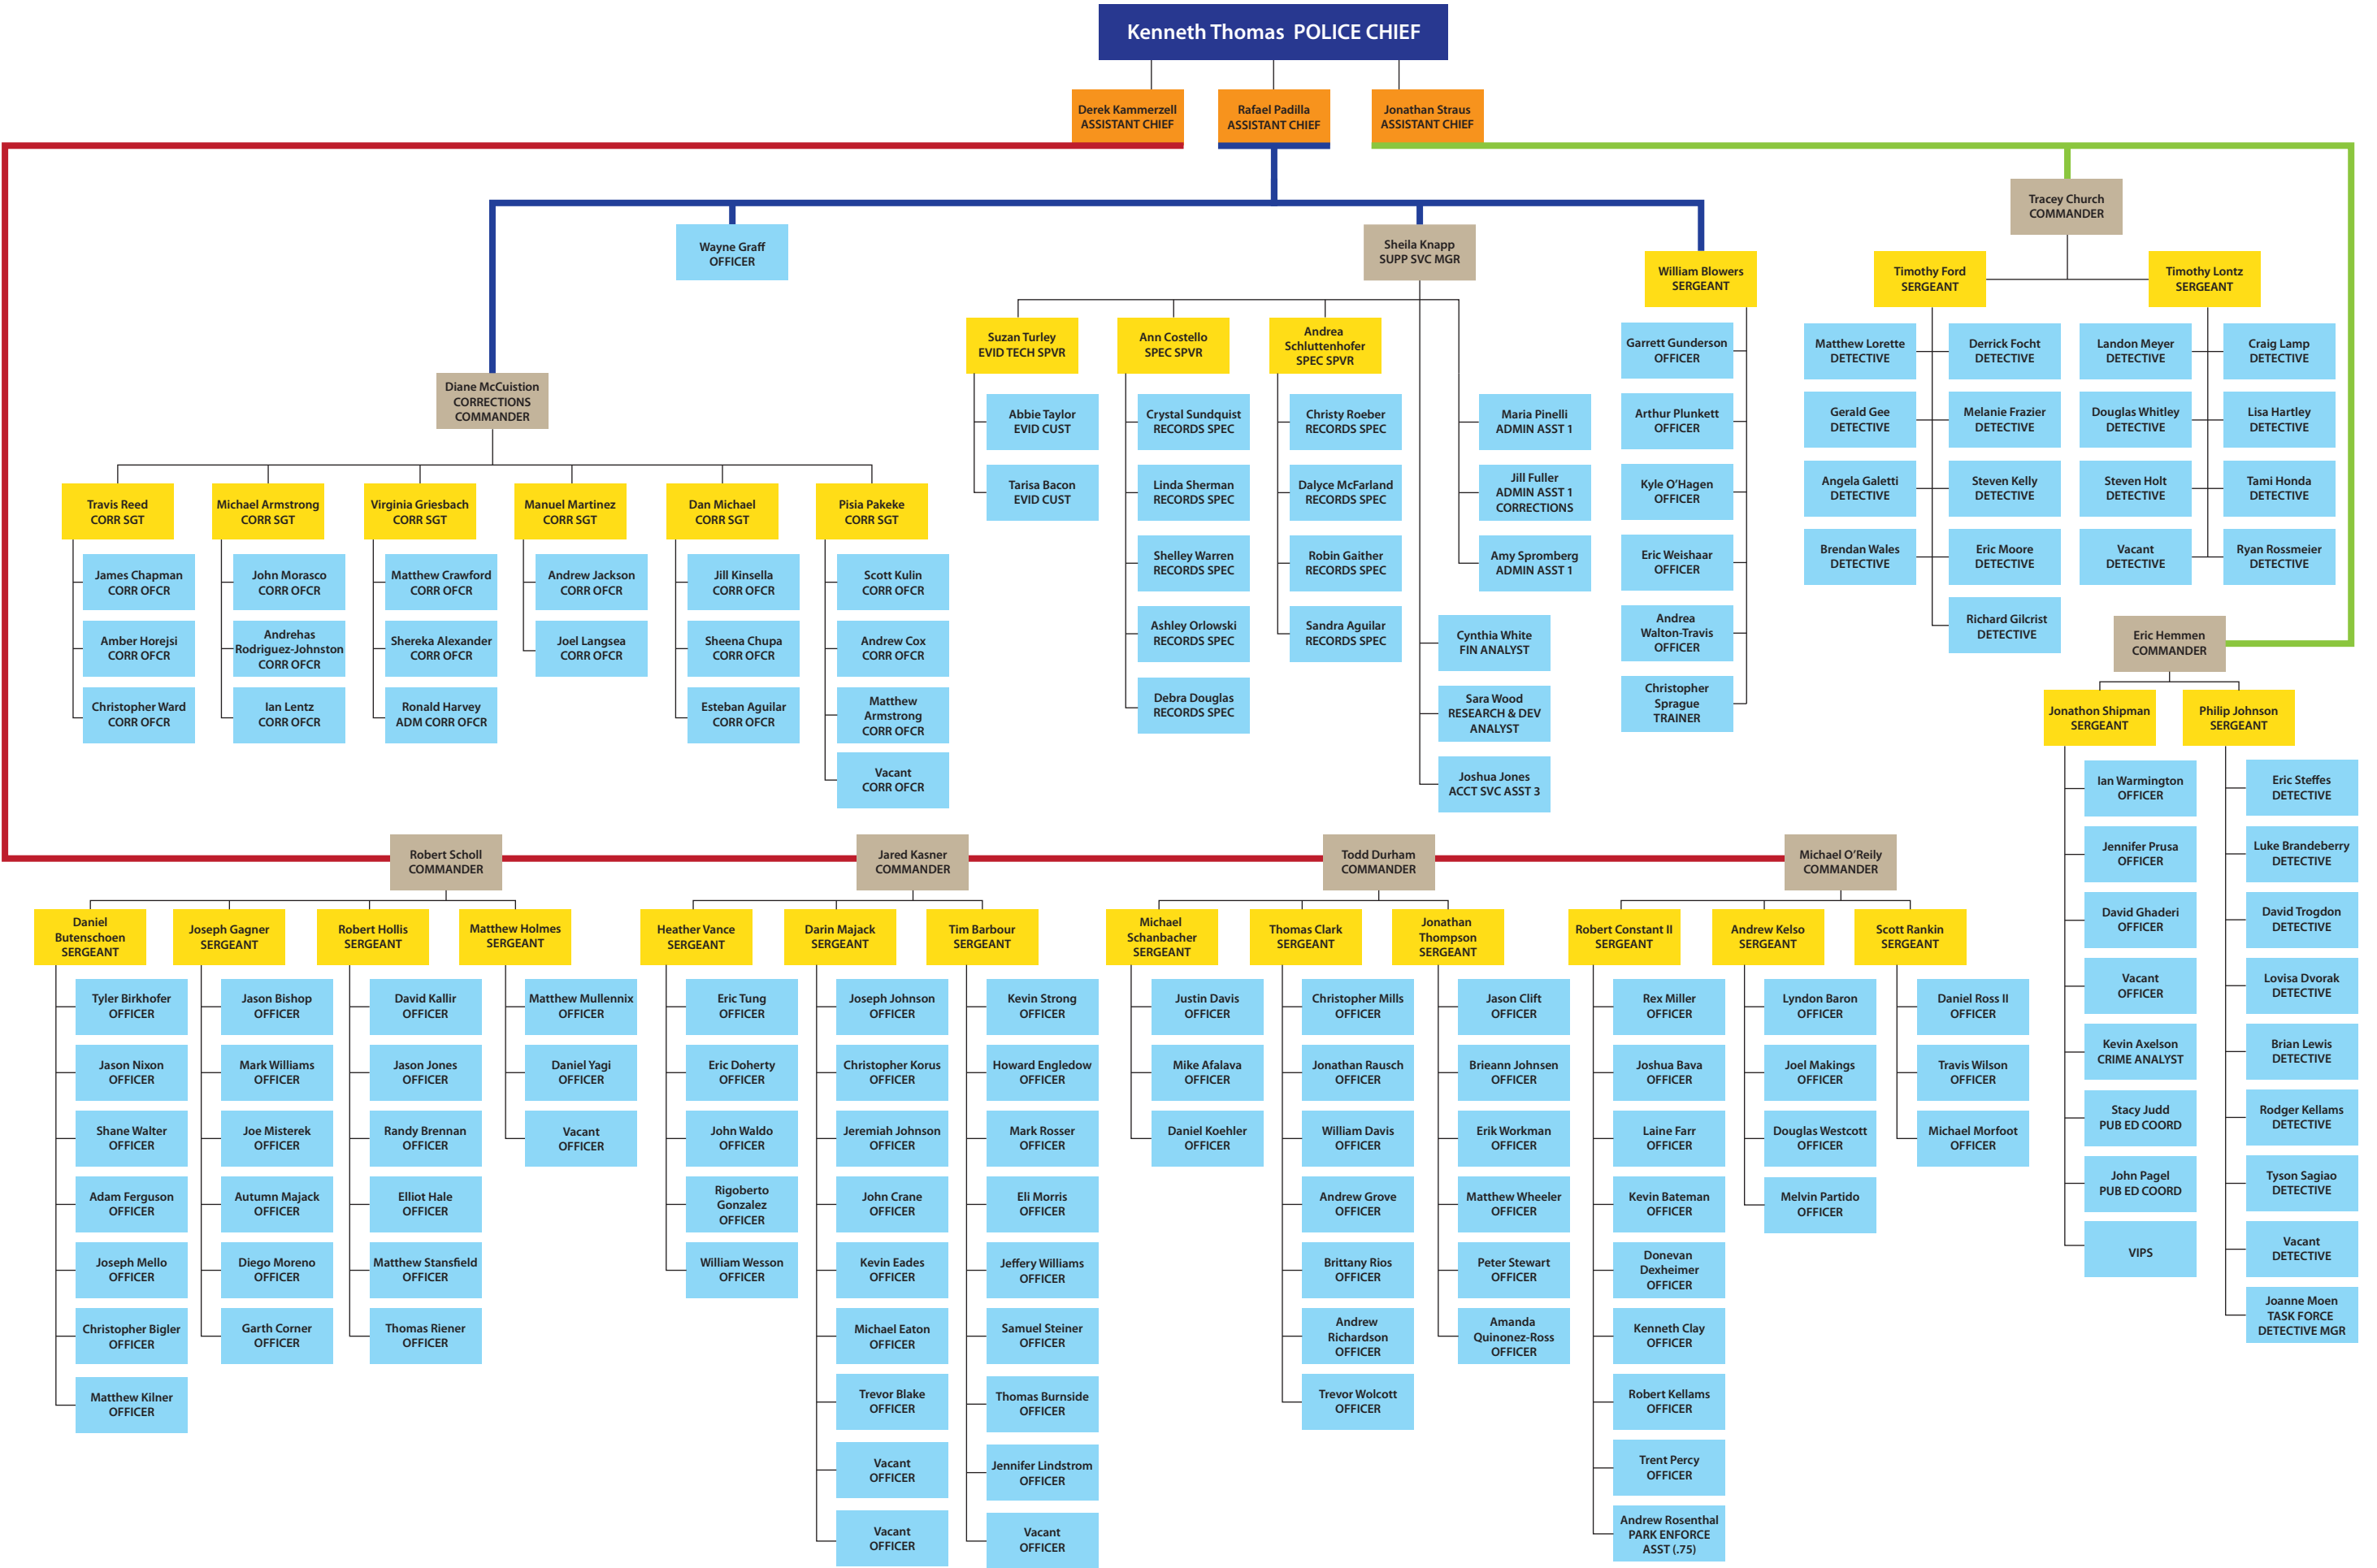 Kenneth Thomas POLICE CHIEF
Derek Kammerzell
ASSISTANT CHIEF
Rafael Padilla
ASSISTANT CHIEF
Jonathan Straus
ASSISTANT CHIEF
Wayne Graff
OFFICER
Diane McCuistion
CORRECTIONS
COMMANDER
Travis Reed
CORR SGT
James Chapman
CORR OFCR
Amber Horejsi
CORR OFCR
Christopher Ward
CORR OFCR
Michael Armstrong
CORR SGT
John Morasco
CORR OFCR
Andrehas
Rodriguez-Johnston
CORR OFCR
Ian Lentz
CORR OFCR
Virginia Griesbach
CORR SGT
Matthew Crawford
CORR OFCR
Shereka Alexander
CORR OFCR
Ronald Harvey
ADM CORR OFCR
Manuel Martinez
CORR SGT
Andrew Jackson
CORR OFCR
Joel Langsea
CORR OFCR
Dan Michael
CORR SGT
Jill Kinsella
CORR OFCR
Sheena Chupa
CORR OFCR
Esteban Aguilar
CORR OFCR
Pisia Pakeke
CORR SGT
Scott Kulin
CORR OFCR
Andrew Cox
CORR OFCR
Matthew
Armstrong
CORR OFCR
Vacant
CORR OFCR
Sheila Knapp
SUPP SVC MGR
Suzan Turley
EVID TECH SPVR
Abbie Taylor
EVID CUST
Tarisa Bacon
EVID CUST
Ann Costello
SPEC SPVR
Crystal Sundquist
RECORDS SPEC
Linda Sherman
RECORDS SPEC
Shelley Warren
RECORDS SPEC
Ashley Orlowski
RECORDS SPEC
Debra Douglas
RECORDS SPEC
Andrea
Schluttenhofer
SPEC SPVR
Christy Roeber
RECORDS SPEC
Dalyce McFarland
RECORDS SPEC
Robin Gaither
RECORDS SPEC
Sandra Aguilar
RECORDS SPEC
Maria Pinelli
ADMIN ASST 1
Jill Fuller
ADMIN ASST 1
CORRECTIONS
Amy Spromberg
ADMIN ASST 1
Cynthia White
FIN ANALYST
Sara Wood
RESEARCH & DEV
ANALYST
Joshua Jones
ACCT SVC ASST 3
William Blowers
SERGEANT
Garrett Gunderson
OFFICER
Arthur Plunkett
OFFICER
Kyle O’Hagen
OFFICER
Eric Weishaar
OFFICER
Andrea
Walton-Travis
OFFICER
Christopher
Sprague
TRAINER
Tracey Church
COMMANDER
Timothy Ford
SERGEANT
Matthew Lorette
DETECTIVE
Derrick Focht
DETECTIVE
Gerald Gee
DETECTIVE
Melanie Frazier
DETECTIVE
Angela Galetti
DETECTIVE
Steven Kelly
DETECTIVE
Brendan Wales
DETECTIVE
Eric Moore
DETECTIVE
Richard Gilcrist
DETECTIVE
Timothy Lontz
SERGEANT
Landon Meyer
DETECTIVE
Craig Lamp
DETECTIVE
Douglas Whitley
DETECTIVE
Lisa Hartley
DETECTIVE
Steven Holt
DETECTIVE
Tami Honda
DETECTIVE
Vacant
DETECTIVE
Ryan Rossmeier
DETECTIVE
Eric Hemmen
COMMANDER
Jonathon Shipman
SERGEANT
Ian Warmington
OFFICER
Jennifer Prusa
OFFICER
David Ghaderi
OFFICER
Vacant
OFFICER
Kevin Axelson
CRIME ANALYST
Stacy Judd
PUB ED COORD
John Pagel
PUB ED COORD
VIPS
Philip Johnson
SERGEANT
Eric Steffes
DETECTIVE
Luke Brandeberry
DETECTIVE
David Trogdon
DETECTIVE
Lovisa Dvorak
DETECTIVE
Brian Lewis
DETECTIVE
Rodger Kellams
DETECTIVE
Tyson Sagiao
DETECTIVE
Vacant
DETECTIVE
Joanne Moen
TASK FORCE
DETECTIVE MGR
Robert Scholl
COMMANDER
Daniel
Butenschoen
SERGEANT
Tyler Birkhofer
OFFICER
Jason Nixon
OFFICER
Shane Walter
OFFICER
Adam Ferguson
OFFICER
Joseph Mello
OFFICER
Christopher Bigler
OFFICER
Matthew Kilner
OFFICER
Joseph Gagner
SERGEANT
Jason Bishop
OFFICER
Mark Williams
OFFICER
Joe Misterek
OFFICER
Autumn Majack
OFFICER
Diego Moreno
OFFICER
Garth Corner
OFFICER
Robert Hollis
SERGEANT
David Kallir
OFFICER
Jason Jones
OFFICER
Randy Brennan
OFFICER
Elliot Hale
OFFICER
Matthew Stansfield
OFFICER
Thomas Riener
OFFICER
Matthew Holmes
SERGEANT
Matthew Mullennix
OFFICER
Daniel Yagi
OFFICER
Vacant
OFFICER
Jared Kasner
COMMANDER
Heather Vance
SERGEANT
Eric Tung
OFFICER
Eric Doherty
OFFICER
John Waldo
OFFICER
Rigoberto
Gonzalez
OFFICER
William Wesson
OFFICER
Darin Majack
SERGEANT
Joseph Johnson
OFFICER
Christopher Korus
OFFICER
Jeremiah Johnson
OFFICER
John Crane
OFFICER
Kevin Eades
OFFICER
Michael Eaton
OFFICER
Trevor Blake
OFFICER
Vacant
OFFICER
Vacant
OFFICER
Tim Barbour
SERGEANT
Kevin Strong
OFFICER
Howard Engledow
OFFICER
Mark Rosser
OFFICER
Eli Morris
OFFICER
Jeffery Williams
OFFICER
Samuel Steiner
OFFICER
Thomas Burnside
OFFICER
Jennifer Lindstrom
OFFICER
Vacant
OFFICER
Todd Durham
COMMANDER
Michael
Schanbacher
SERGEANT
Justin Davis
OFFICER
Mike Afalava
OFFICER
Daniel Koehler
OFFICER
Thomas Clark
SERGEANT
Christopher Mills
OFFICER
Jonathan Rausch
OFFICER
William Davis
OFFICER
Andrew Grove
OFFICER
Brittany Rios
OFFICER
Andrew
Richardson
OFFICER
Trevor Wolcott
OFFICER
Jonathan
Thompson
SERGEANT
Jason Clift
OFFICER
Brieann Johnsen
OFFICER
Erik Workman
OFFICER
Matthew Wheeler
OFFICER
Peter Stewart
OFFICER
Amanda
Quinonez-Ross
OFFICER
Michael O’Reily
COMMANDER
Robert Constant II
SERGEANT
Rex Miller
OFFICER
Joshua Bava
OFFICER
Laine Farr
OFFICER
Kevin Bateman
OFFICER
Donevan
Dexheimer
OFFICER
Kenneth Clay
OFFICER
Robert Kellams
OFFICER
Trent Percy
OFFICER
Andrew Rosenthal
PARK ENFORCE
ASST (.75)
Andrew Kelso
SERGEANT
Lyndon Baron
OFFICER
Joel Makings
OFFICER
Douglas Westcott
OFFICER
Melvin Partido
OFFICER
Scott Rankin
SERGEANT
Daniel Ross II
OFFICER
Travis Wilson
OFFICER
Michael Morfoot
OFFICER